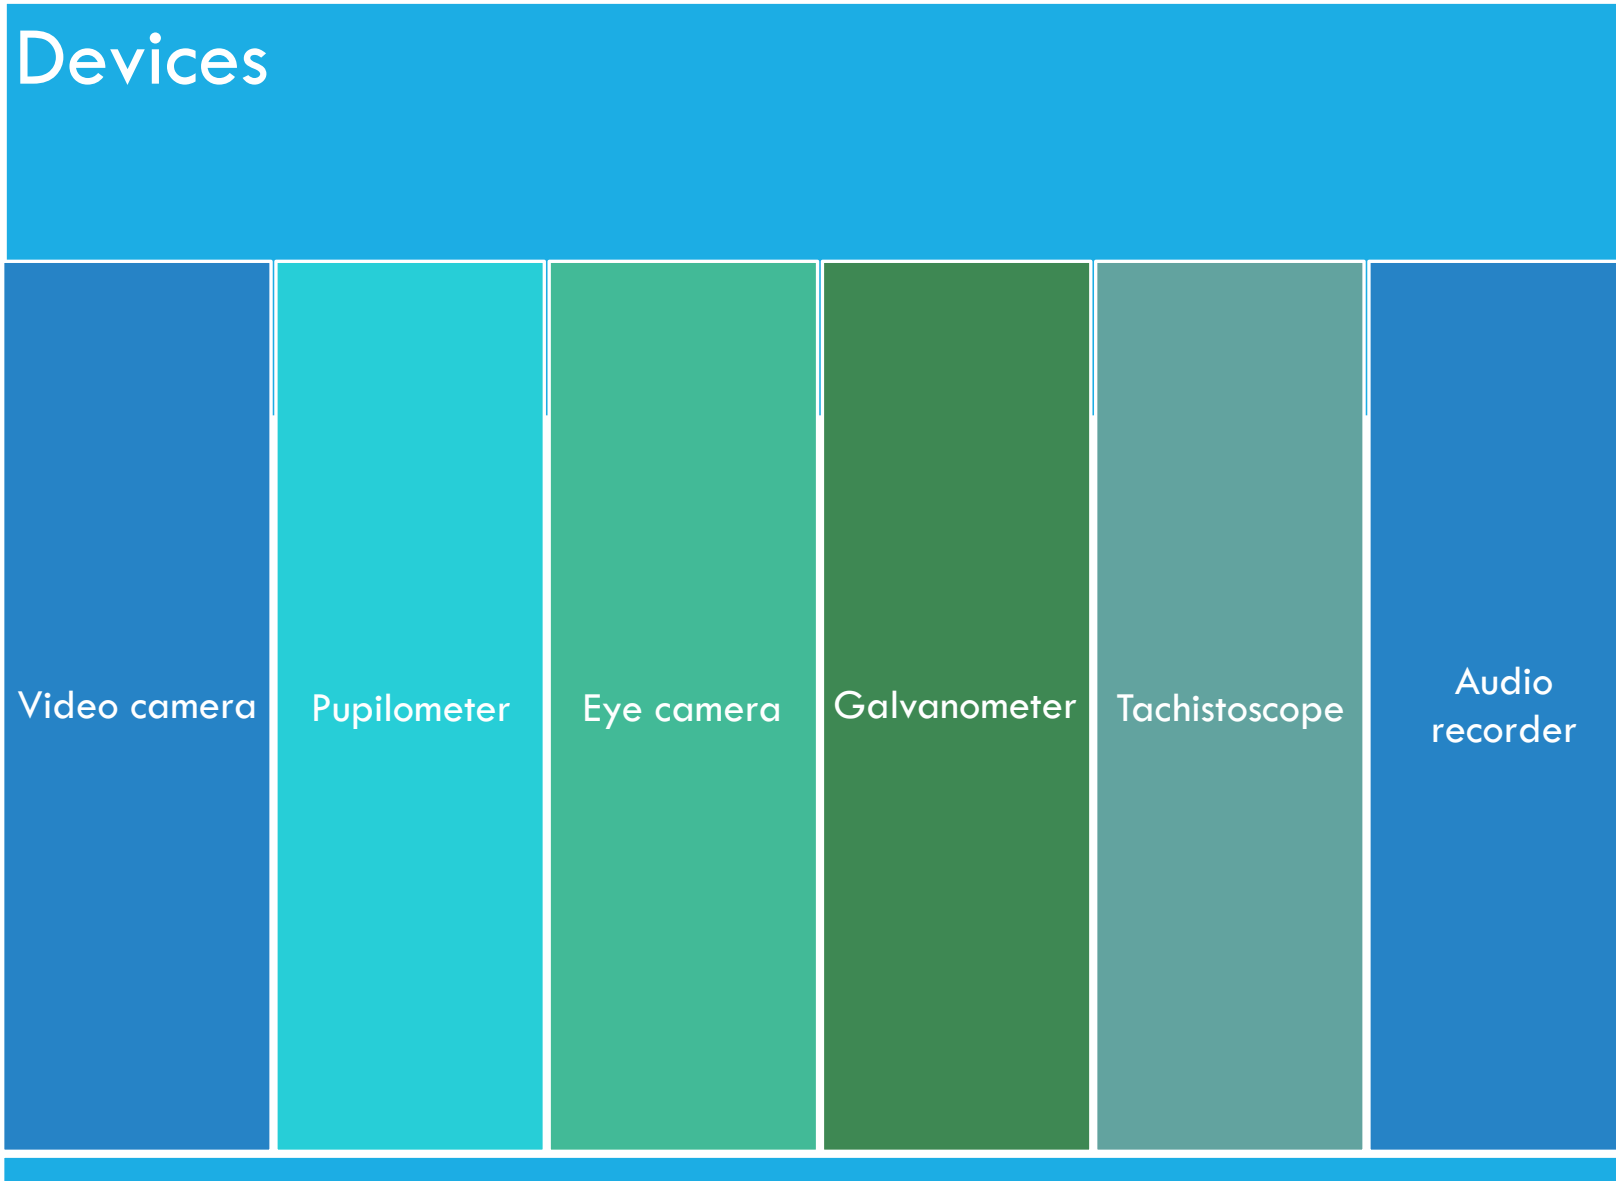 Devices
Video camera
Pupilometer
Eye camera
Galvanometer
Tachistoscope
Audio
recorder